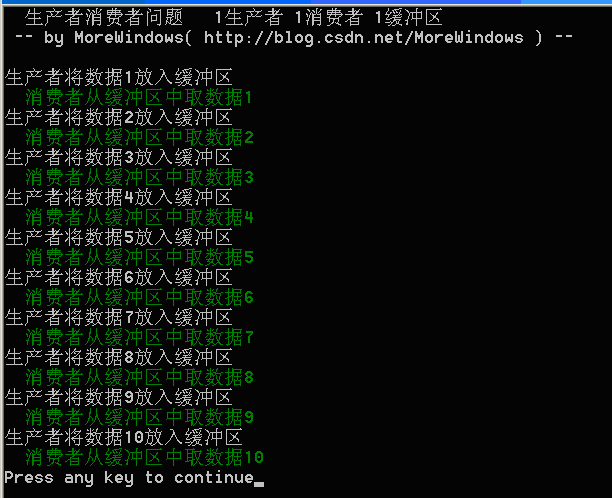 生产者消费者问题   1生产者 1消费者 1缓冲区
-- by MoreWindows( http://blog.csdn.net/MoreWindows ) --
生产者将数据1放入缓冲区
消费者从缓冲区中取数据1
生产者将数据2放入缓冲区
消费者从缓冲区中取数据2
生产者将数据3放入缓冲区
消费者从缓冲区中取数据3
生产者将数据4放入缓冲区
消费者从缓冲区中取数据4
生产者将数据5放入缓冲区
消费者从缓冲区中取数据5
生产者将数据6放入缓冲区
消费者从缓冲区中取数据6
生产者将数据7放入缓冲区
消费者从缓冲区中取数据7
生产者将数据8放入缓冲区
消费者从缓冲区中取数据8
生产者将数据9放入缓冲区
消费者从缓冲区中取数据9
生产者将数据10放入缓冲区
消费者从缓冲区中取数据10
Press any key to continue_